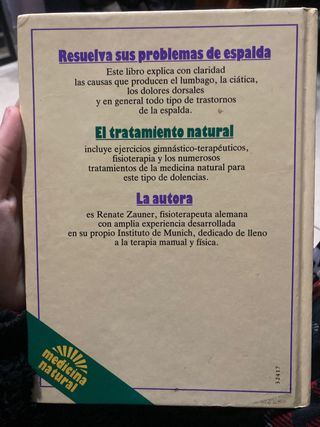 Resuelva sus problemas de espalda
Este libro explica con claridad
las causas que producen el lumbago, la ciática,
los dolores dorsales
y en general todo tipo de trastornos
de la espalda.
El tratamiento natural
incluye ejercicios gimnástico-terapéuticos,
fisioterapia y los numerosos
tratamientos de la medicina natural para
este tipo de dolencias.
La autora
es Renate Zauner, fisioterapeuta alemana
con amplia experiencia desarrollada
en su propio Instituto de Munich, dedicado de lleno
a la terapia manual y física.
medicina
natural
32417